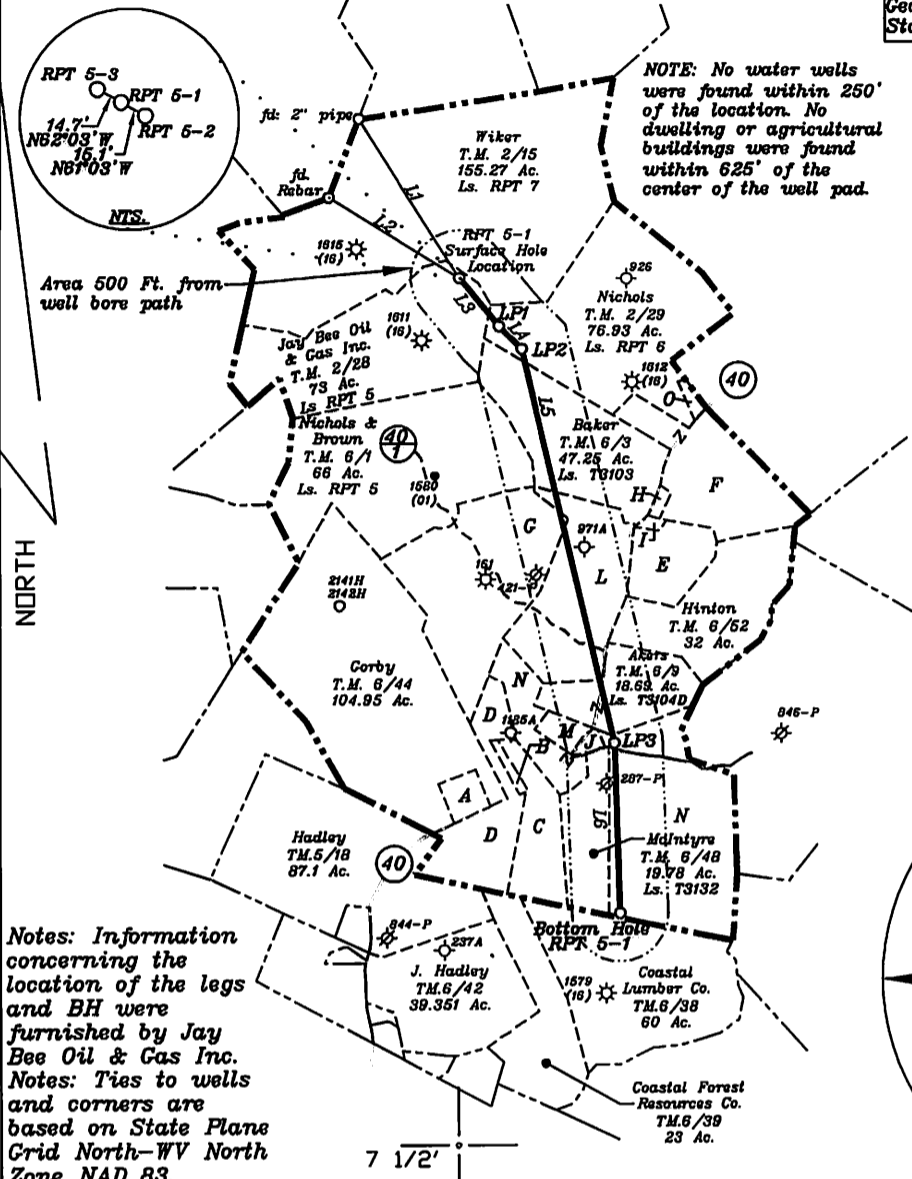 Geo
Sta
RPT 5-3
RPT 5-1
RPT 5-2
14.7'
N62°03'W
15.1'
N61°03'W
NTS.
fd: 2" pipe
fd.
Rebar
L1
L2
Wiker
T.M. 2/15
155.27 Ac.
Ls. RPT 7
NOTE: No water wells
were found within 250'
of the location. No
dwelling or agricultural
buildings were found
within 625' of the
center of the well pad.
RPT 5-1
Surface Hole
Location
1615
(16)
Area 500 Ft. from
well bore path
L3
LP1
L4
LP2
L5
926
Nichols
T.M. 2/29
76.93 Ac.
Ls. RPT 6
1611
(16)
Jay Bee Oil
& Gas Inc.
T.M. 2/28
73 Ac.
Ls RPT 5
1612
(16)
40
O
Nichols &
Brown
T.M. 6/1
66 Ac.
Ls. RPT 5
40
1
1580
(01)
Baker
T.M. 6/3
47.25 Ac.
Ls. T3103
H
F
G
971A
I
E
L
NORTH
2141H
2142H
161
421-P
Hinton
T.M. 6/52
32 Ac.
Gorby
T.M. 6/44
104.95 Ac.
Akers
T.M. 6/9
18.69 Ac.
Ls. T3104D
N
D
1185A
B
M
J
LP3
846-P
287-P
A
L6
N
Hadley
TM.5/18
87.1 Ac.
40
D
C
McIntyre
T.M. 6/48
19.78 Ac.
Ls. T3132
Bottom Hole
RPT 5-1
844-P
237A
J. Hadley
TM.6/42
39.351 Ac.
1579
(16)
Coastal
Lumber Co.
TM.6/38
60 Ac.
Notes: Information
concerning the
location of the legs
and BH were
furnished by Jay
Bee Oil & Gas Inc.
Notes: Ties to wells
and corners are
based on State Plane
Grid North-WV North
Zone NAD 83
Coastal Forest
Resources Co.
TM.6/39
23 Ac.
7 1/2'